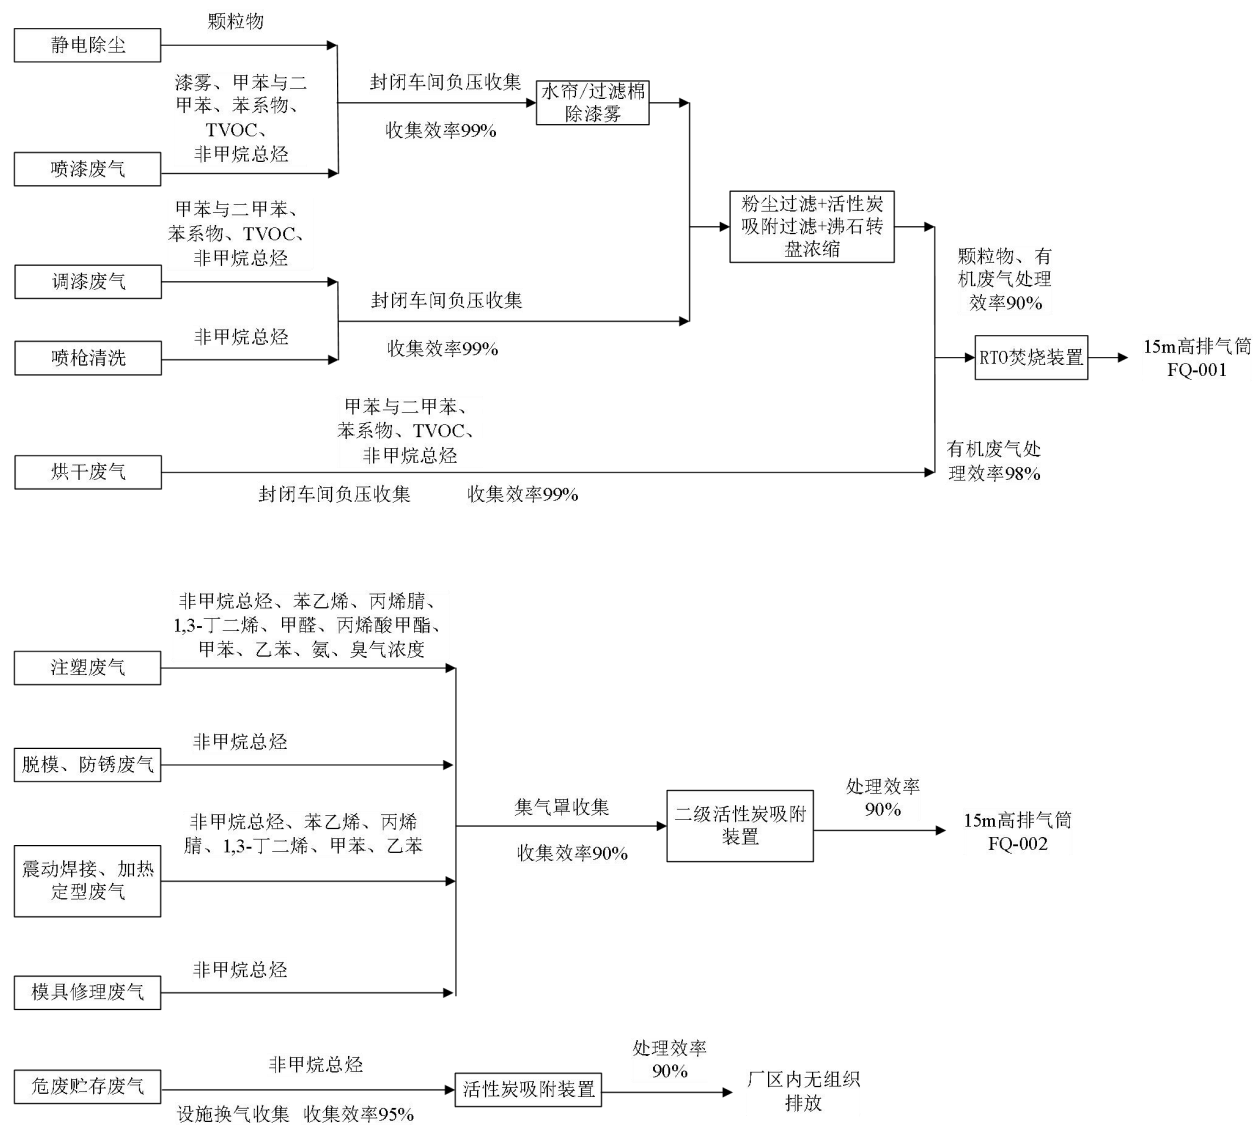 颗粒物
静电除尘
漆雾、甲苯与二
甲苯、苯系物、
TVOC、
非甲烷总烃
封闭车间负压收集
收集效率99%
水帘/过滤棉
除漆雾
喷漆废气
甲苯与二甲苯、
苯系物、TVOC、
非甲烷总烃
粉尘过滤+活性炭
吸附过滤+沸石转
盘浓缩
调漆废气
封闭车间负压收集
收集效率99%
颗粒物、有
机废气处理
效率90%
非甲烷总烃
喷枪清洗
RTO焚烧装置
15m高排气筒
FQ-001
甲苯与二甲苯、
苯系物、TVOC、
非甲烷总烃
烘干废气
封闭车间负压收集
收集效率99%
有机废气处
理效率98%
非甲烷总烃、苯乙烯、丙烯腈、
1,3-丁二烯、甲醛、丙烯酸甲酯、
甲苯、乙苯、氨、臭气浓度
注塑废气
非甲烷总烃
脱模、防锈废气
集气罩收集
收集效率90%
二级活性炭吸附
装置
处理效率
90%
15m高排气筒
FQ-002
非甲烷总烃、苯乙烯、丙烯
腈、1,3-丁二烯、甲苯、乙苯
震动焊接、加热
定型废气
非甲烷总烃
模具修理废气
非甲烷总烃
危废贮存废气
设施换气收集
收集效率95%
活性炭吸附装置
处理效率
90%
厂区内无组织
排放